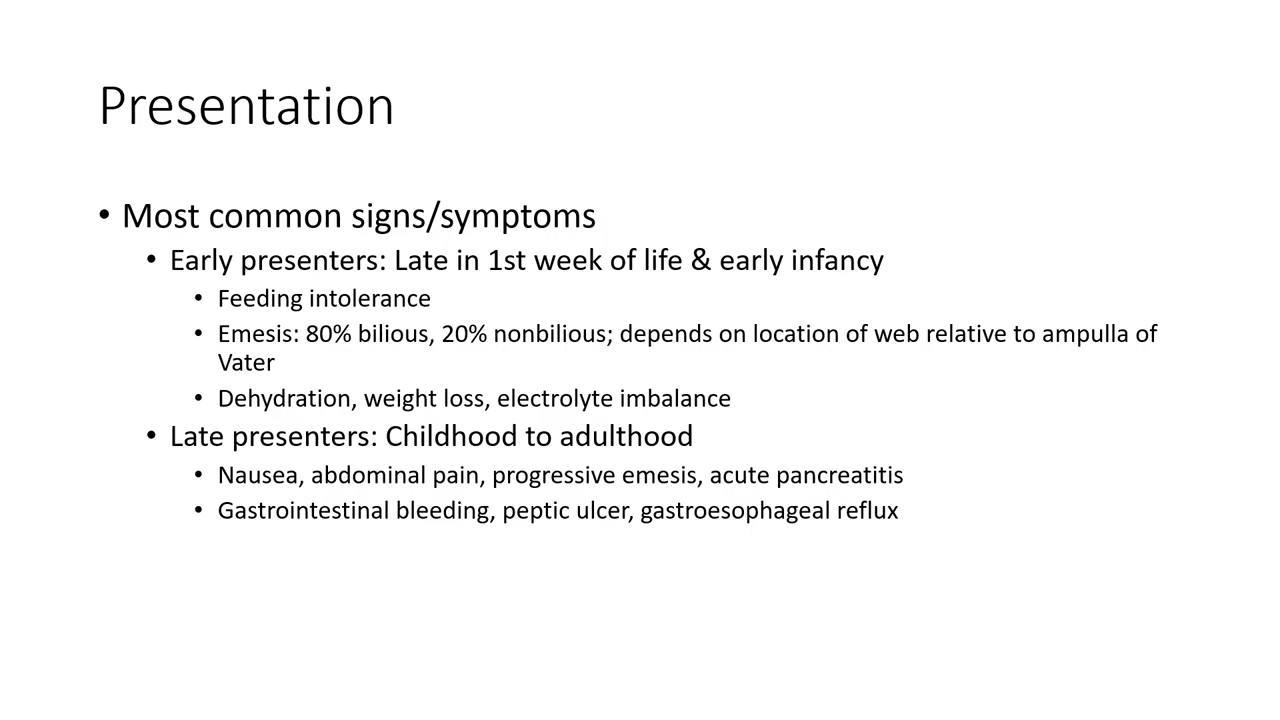 Presentation
• Most common signs/symptoms
• Early presenters: Late in 1st week of life & early infancy
• Feeding intolerance
• Emesis: 80% bilious, 20% nonbilious; depends on location of web relative to ampulla of
Vater
• Dehydration, weight loss, electrolyte imbalance
• Late presenters: Childhood to adulthood
• Nausea, abdominal pain, progressive emesis, acute pancreatitis
• Gastrointestinal bleeding, peptic ulcer, gastroesophageal reflux